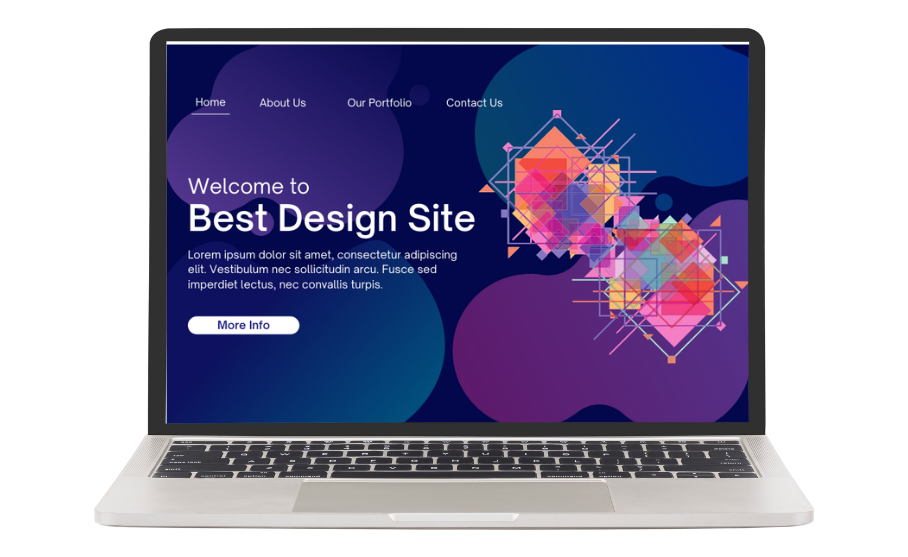 Home About Us Our Portfolio Contact Us
Welcome to
Best Design Site
Lorem ipsum dolor sit amet, consectetur adipiscing
elit. Vestibulum nec sollicitudin arcu. Fusce sed
imperdiet lectus, nec convallis turpis.
More Info